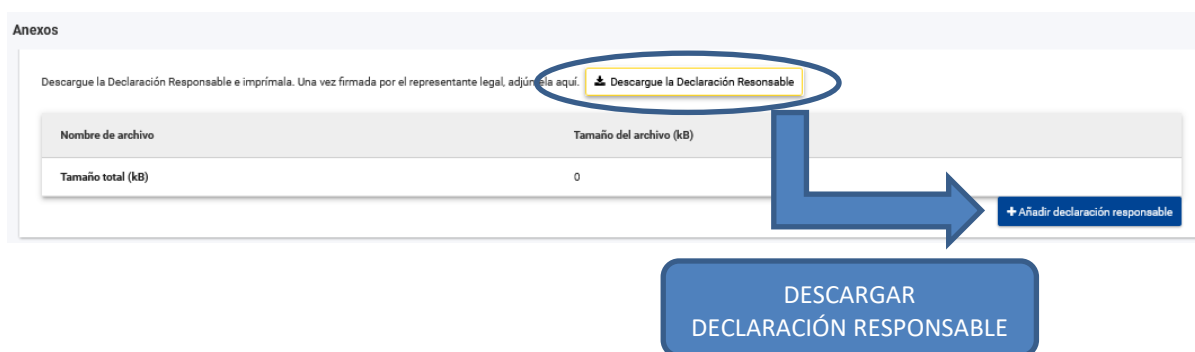 Anexos
Descargue la Declaración Responsable e imprímala. Una vez firmada por el representante legal, adjúntela aquí. Descargue la Declaración Resonsable
Nombre de archivo Tamaño del archivo (kB)
Tamaño total (kB) 0
+ Añadir declaración responsable
DESCARGAR
DECLARACIÓN RESPONSABLE